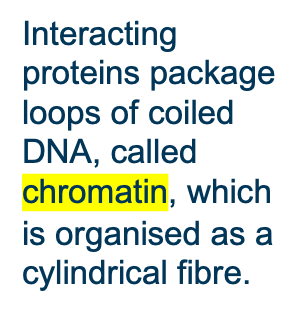 Interacting
proteins package
loops of coiled
DNA, called
chromatin, which
is organised as a
cylindrical fibre.